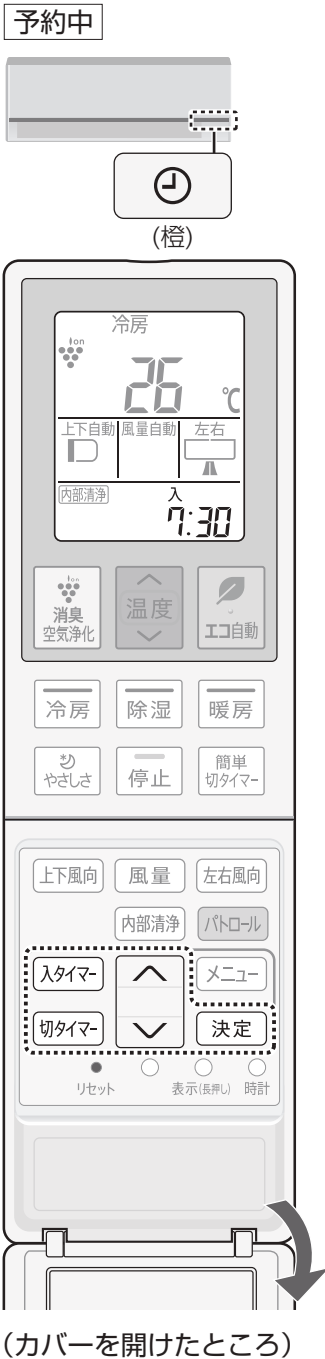 予約中
(橙)
冷房
ion
26 ℃
上下自動 風量自動 左右
内部清浄 入
7:30
ion
消臭
空気浄化
温度
エコ自動
冷房 除湿 暖房
やさしさ 停止 簡単
切タイマー
上下風向 風量 左右風向
内部清浄 パトロール
入タイマー メニュー
切タイマー 決定
リセット 表示(長押し) 時計
(カバーを開けたところ)